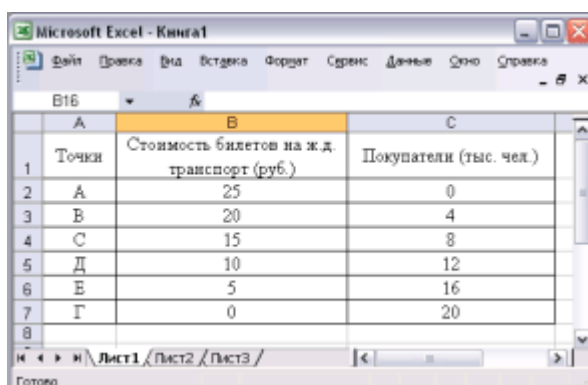 Microsoft Excel - Книга1
Файл Правка Вид Вставка Формат Сервис Данные Окно Справка
B16 fx
A B C
1 Точки Стоимость билетов на ж.д. транспорт (руб.) Покупатели (тыс. чел.)
2 А 25 0
3 В 20 4
4 С 15 8
5 Д 10 12
6 Е 5 16
7 Г 0 20
8
Лист1 / Лист2 / Лист3 /
Готово